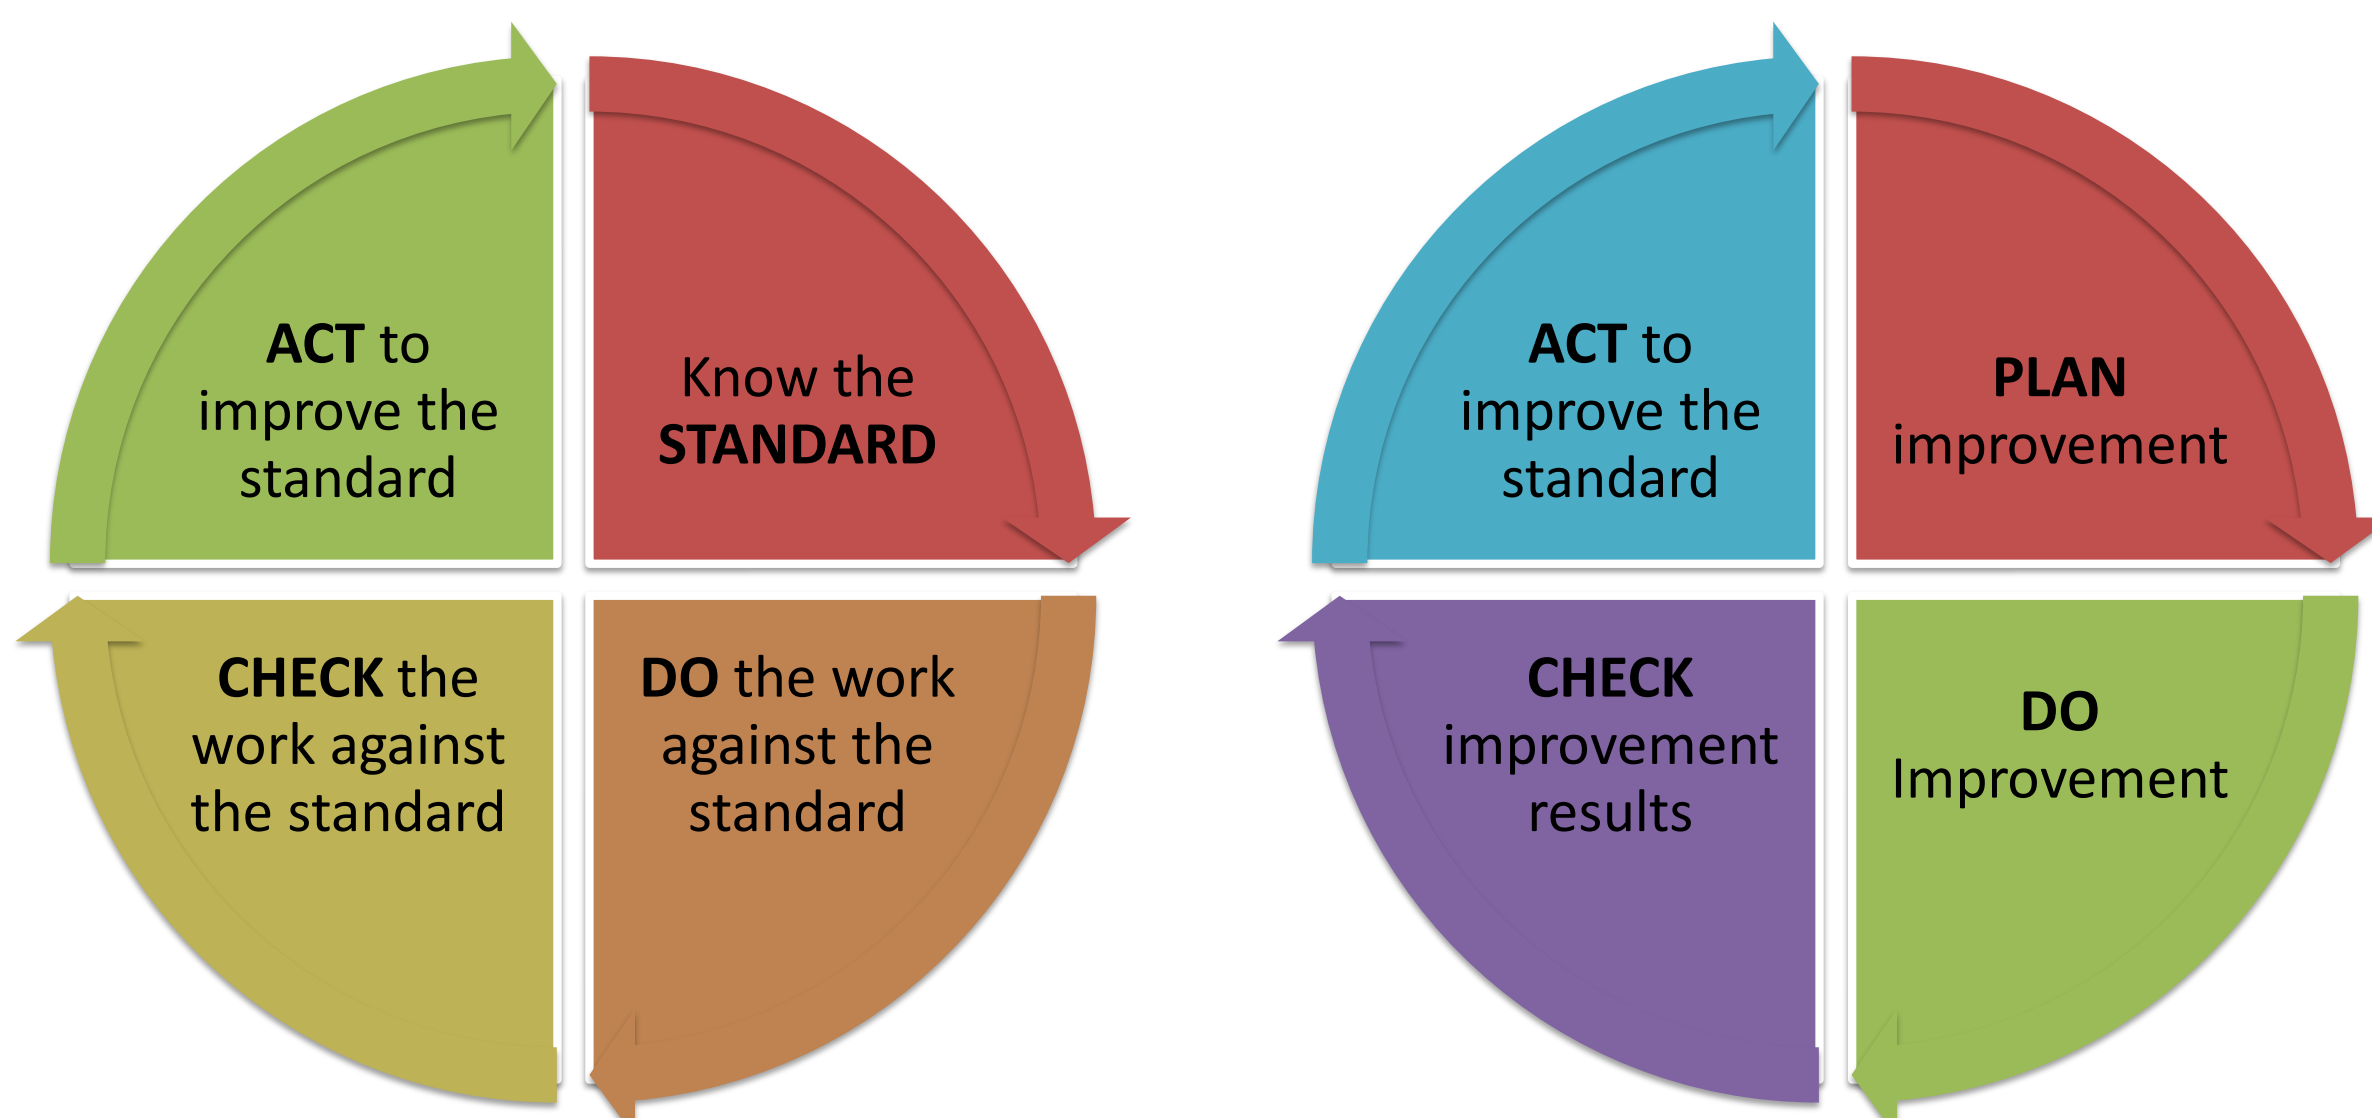 ACT to
improve the
standard
Know the
STANDARD
CHECK the
work against
the standard
DO the work
against the
standard
ACT to
improve the
standard
PLAN
improvement
CHECK
improvement
results
DO
Improvement